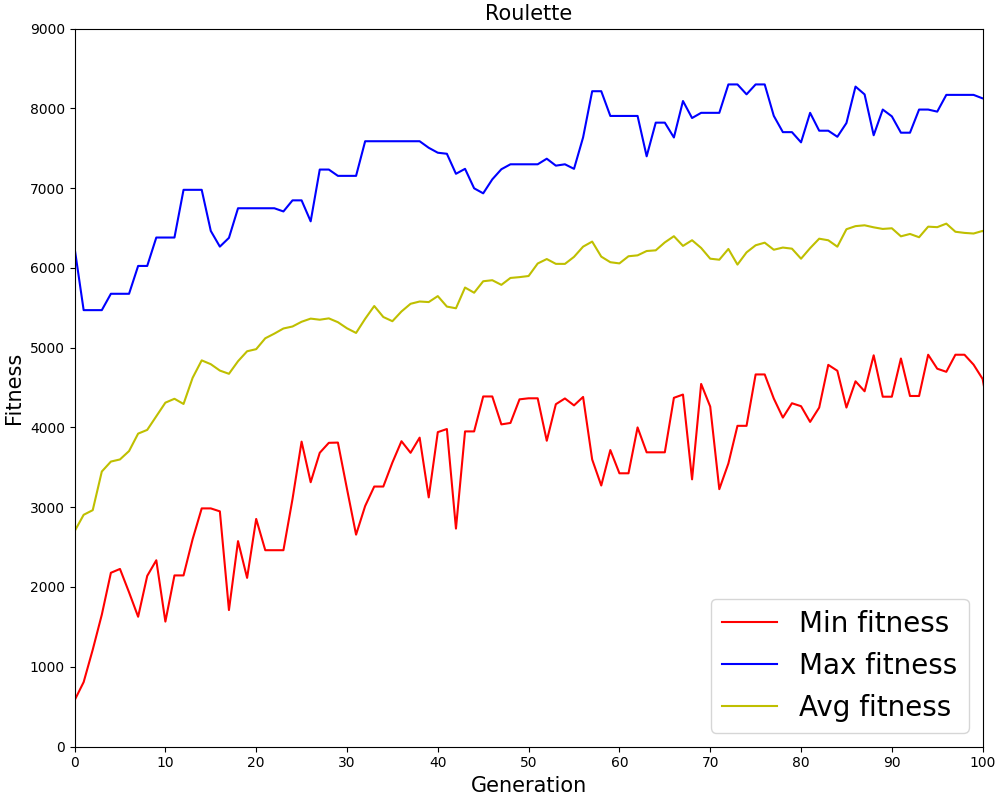 Roulette
9000
8000
7000
6000
5000
4000
3000
2000
1000
0
Fitness
0 10 20 30 40 50 60 70 80 90 100
Generation
Min fitness
Max fitness
Avg fitness